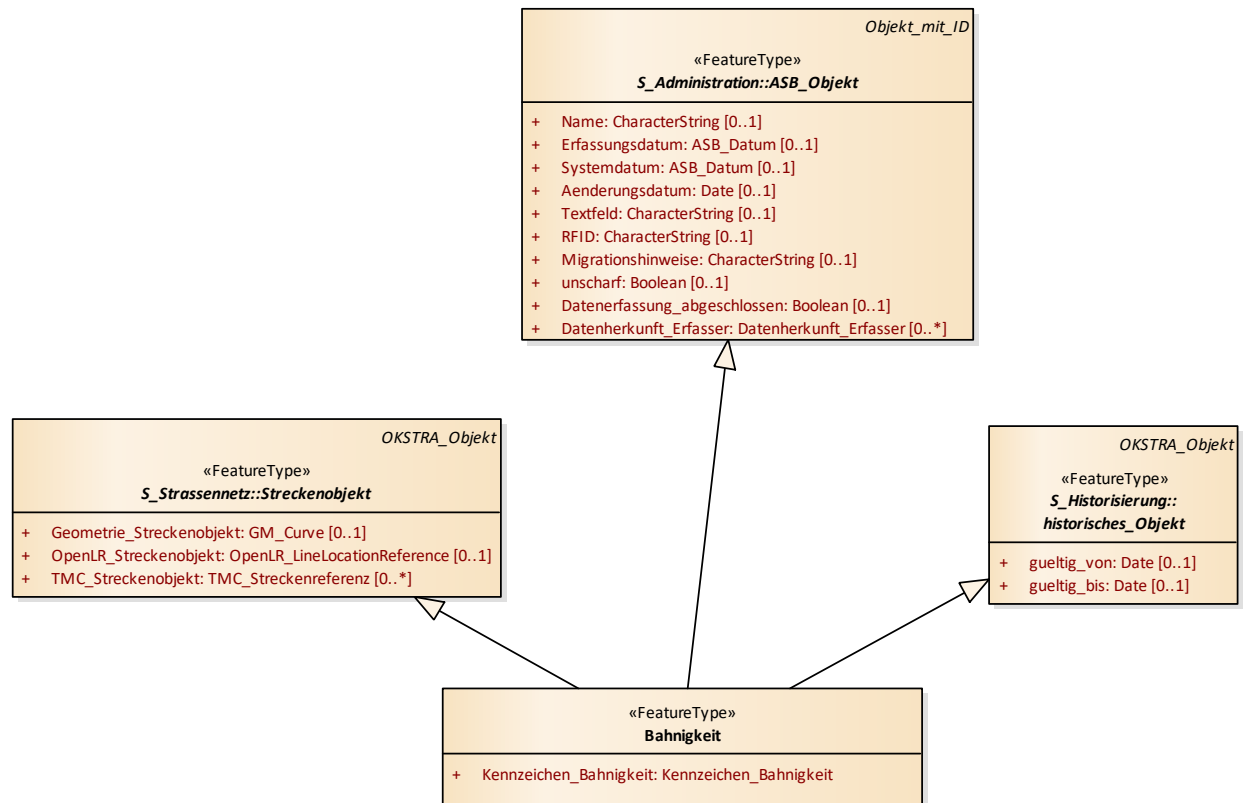 Objekt_mit_ID
«FeatureType»
S_Administration::ASB_Objekt
+ Name: CharacterString [0..1]
+ Erfassungsdatum: ASB_Datum [0..1]
+ Systemdatum: ASB_Datum [0..1]
+ Aenderungsdatum: Date [0..1]
+ Textfeld: CharacterString [0..1]
+ RFID: CharacterString [0..1]
+ Migrationshinweise: CharacterString [0..1]
+ unscharf: Boolean [0..1]
+ Datenerfassung_abgeschlossen: Boolean [0..1]
+ Datenherkunft_Erfasser: Datenherkunft_Erfasser [0..*]
OKSTRA_Objekt
«FeatureType»
S_Strassennetz::Streckenobjekt
+ Geometrie_Streckenobjekt: GM_Curve [0..1]
+ OpenLR_Streckenobjekt: OpenLR_LineLocationReference [0..1]
+ TMC_Streckenobjekt: TMC_Streckenreferenz [0..*]
OKSTRA_Objekt
«FeatureType»
S_Historisierung::
historisches_Objekt
+ gueltig_von: Date [0..1]
+ gueltig_bis: Date [0..1]
«FeatureType»
Bahnigkeit
+ Kennzeichen_Bahnigkeit: Kennzeichen_Bahnigkeit